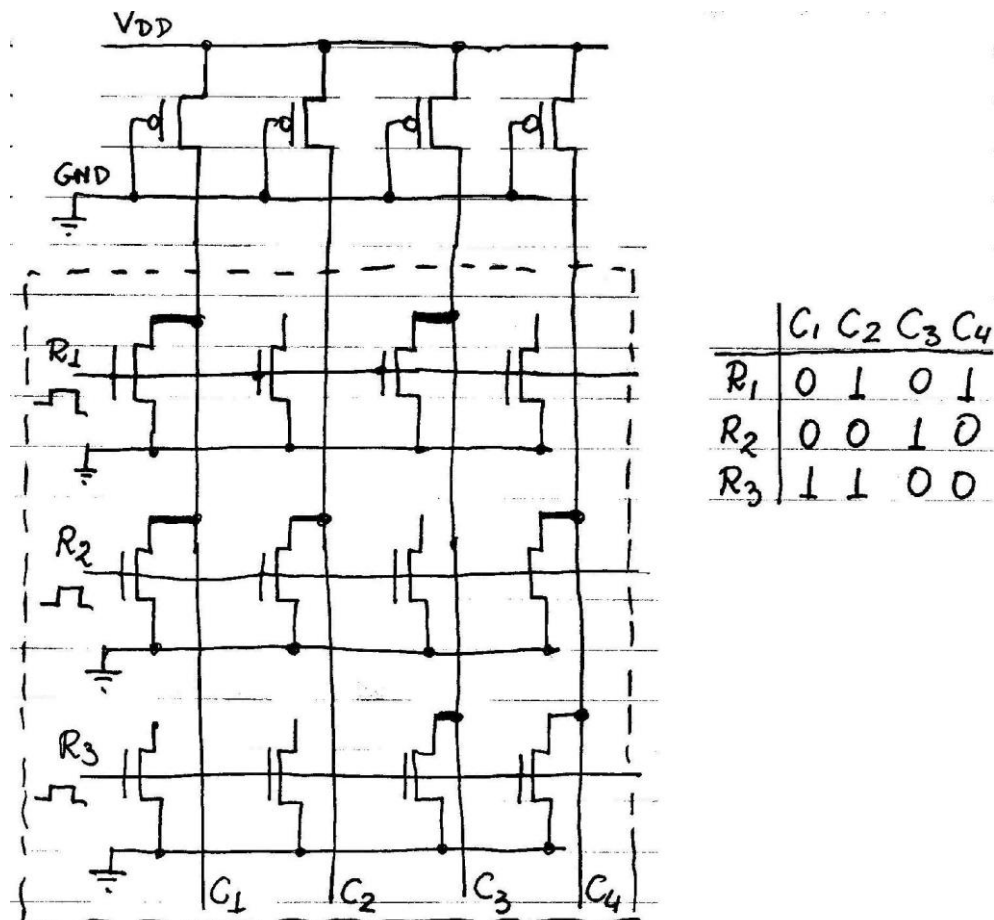 VDD
GND
R1
R2
R3
C1 C2 C3 C4
C1 C2 C3 C4
R1 0 1 0 1
R2 0 0 1 0
R3 1 1 0 0